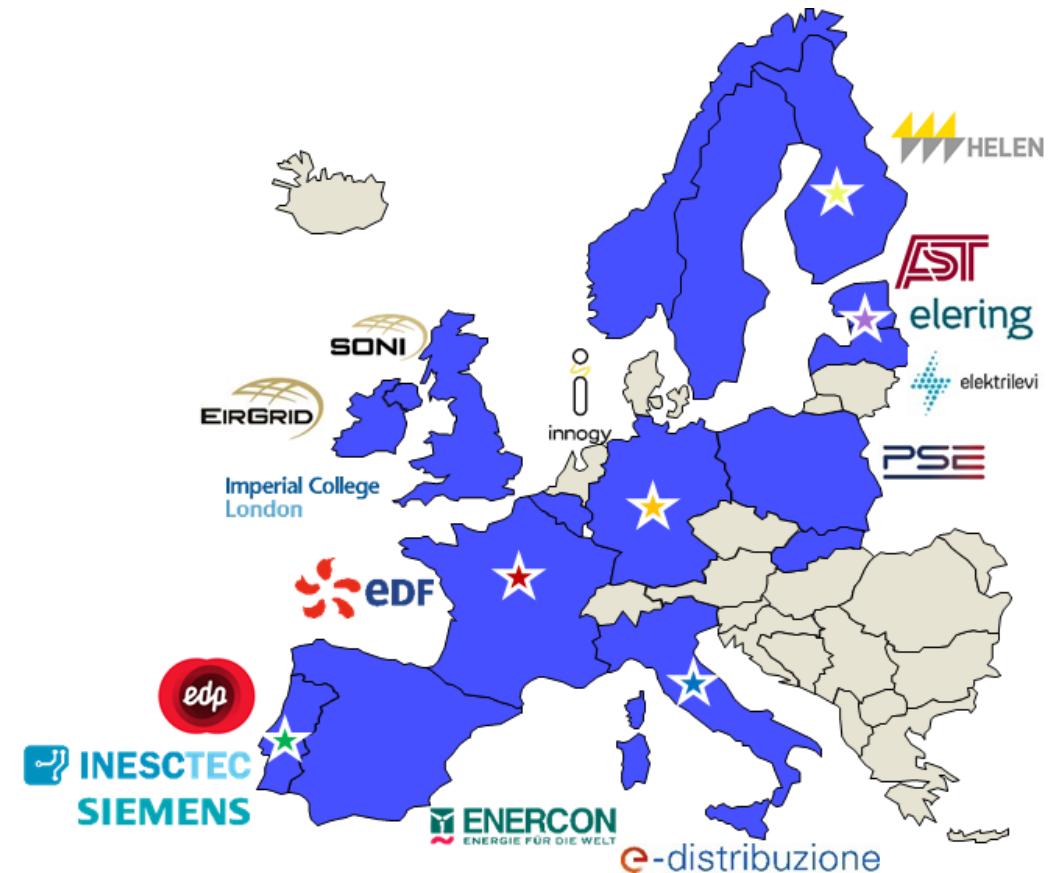 HELEN
AST
elering
SONI
elektrilevi
EIRGRID
innogy
PSE
Imperial College
London
eDF
edp
INESCTEC
SIEMENS
ENERCON
ENERGIE FÜR DIE WELT
e-distribuzione